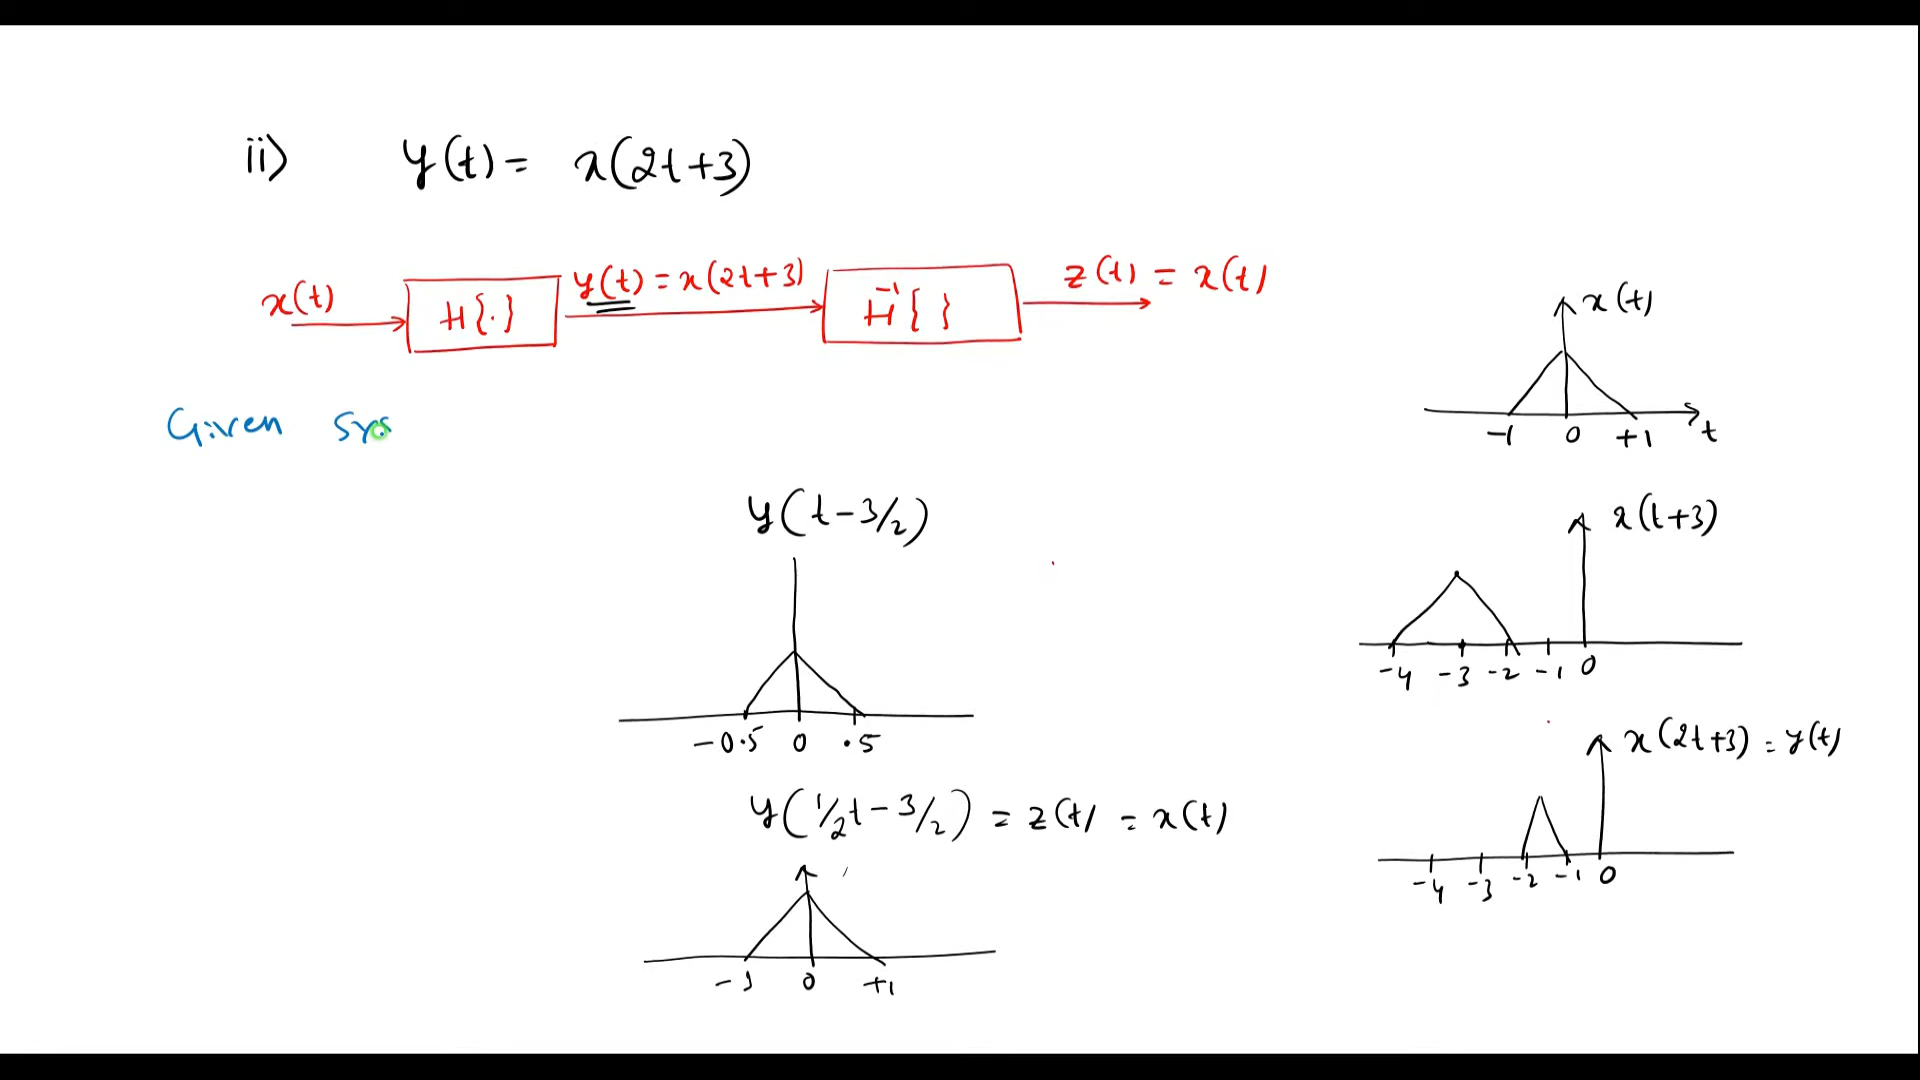 ii) y(t) = x(2t+3)
x(t) H{·} y(t) = x(2t+3) H⁻¹{ } z(t) = x(t)
Given sys
x(t)
-1 0 +1 t
y(t-3/2)
-0.5 0 .5
x(t+3)
-4 -3 -2 -1 0
x(2t+3) = y(t)
-4 -3 -2 -1 0
y(1/2t-3/2) = z(t) = x(t)
-1 0 +1